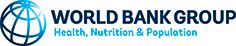 WORLD BANK GROUP
Health, Nutrition & Population